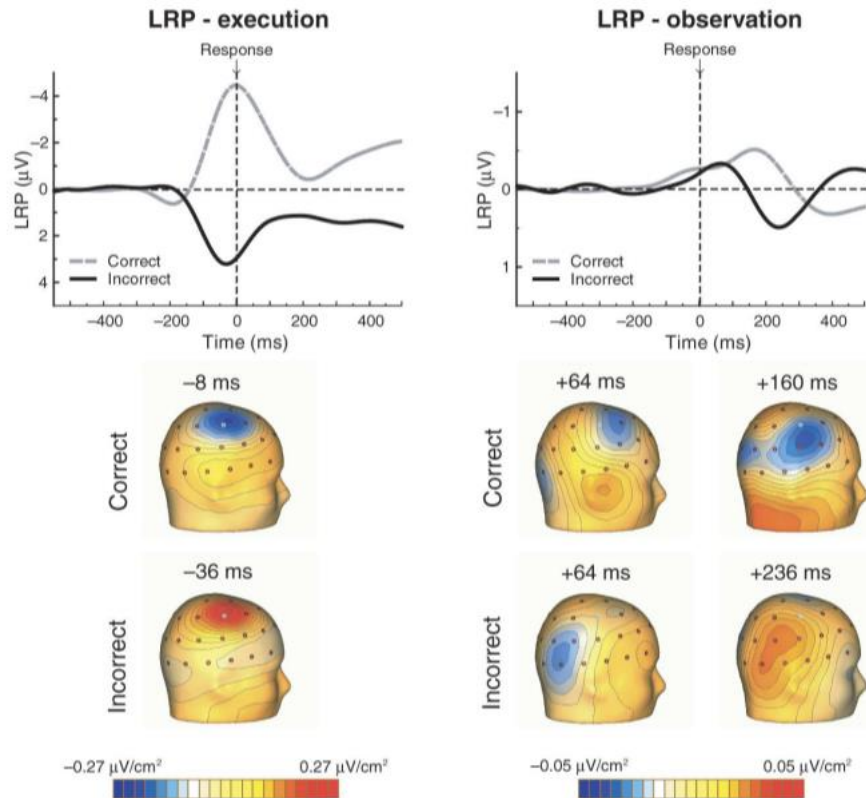 LRP - execution
LRP - observation
Response
Response
−4
−2
0
2
4
LRP (µV)
Correct
Incorrect
−400 −200 0 200 400
Time (ms)
-1
0
1
LRP (µV)
Correct
Incorrect
−400 −200 0 200 400
Time (ms)
Correct
−8 ms
Correct
+64 ms
+160 ms
Incorrect
−36 ms
Incorrect
+64 ms
+236 ms
−0.27 µV/cm² 0.27 µV/cm²
−0.05 µV/cm² 0.05 µV/cm²